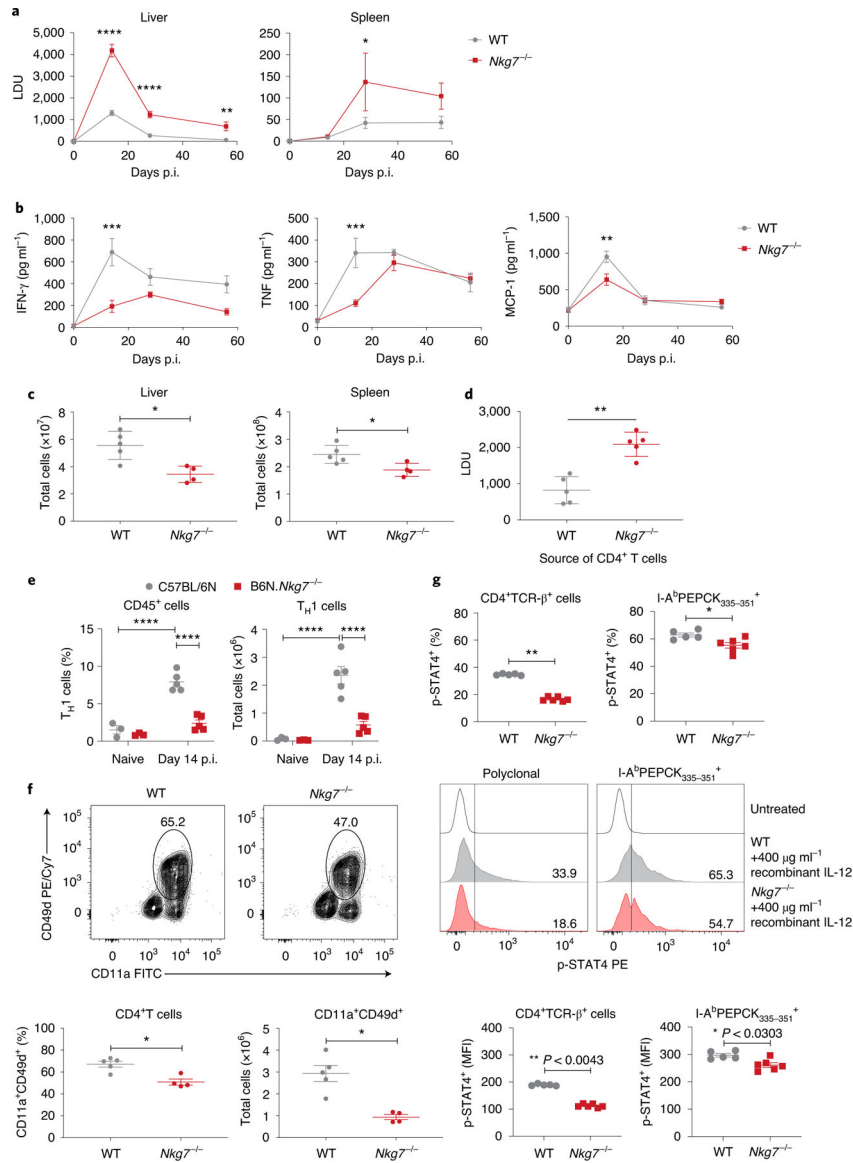 a
Liver
Spleen
LDU
5,000
4,000
3,000
2,000
1,000
0
****
****
**
0 20 40 60
Days p.i.
250
200
150
100
50
0
*
0 20 40 60
Days p.i.
WT
Nkg7−/−
b
IFN-γ (pg ml−1)
1,000
800
600
400
200
0
***
0 20 40 60
Days p.i.
TNF (pg ml−1)
500
400
300
200
100
0
***
0 20 40 60
Days p.i.
MCP-1 (pg ml−1)
1,500
1,000
500
0
**
0 20 40 60
Days p.i.
WT
Nkg7−/−
c
Liver
Total cells (×10⁷)
8
6
4
2
0
*
WT Nkg7−/−
Spleen
Total cells (×10⁸)
4
3
2
1
0
*
WT Nkg7−/−
d
LDU
3,000
2,000
1,000
0
**
WT Nkg7−/−
Source of CD4+ T cells
e
C57BL/6N B6N.Nkg7−/−
CD45+ cells
TH1 cells (%)
15
10
5
0
**** ****
Naive Day 14 p.i.
TH1 cells
Total cells (×10⁶)
4
3
2
1
0
**** ****
Naive Day 14 p.i.
g
CD4+TCR-β+ cells
p-STAT4+ (%)
80
60
40
20
0
**
WT Nkg7−/−
I-AbPEPCK335–351+
p-STAT4+ (%)
80
60
40
20
0
*
WT Nkg7−/−
f
WT
Nkg7−/−
CD49d PE/Cy7
10⁵
10⁴
10³
0
65.2
0 10³ 10⁴ 10⁵
10⁵
10⁴
10³
0
47.0
0 10³ 10⁴ 10⁵
CD11a FITC
Polyclonal
I-AbPEPCK335–351+
Untreated
WT
+400 μg ml−1
recombinant IL-12
33.9
65.3
Nkg7−/−
+400 μg ml−1
recombinant IL-12
18.6
54.7
0 10³ 10⁴
0 10³ 10⁴
p-STAT4 PE
CD4+T cells
CD11a+CD49d+ (%)
100
80
60
40
20
0
*
WT Nkg7−/−
CD11a+CD49d+
Total cells (×10⁶)
5
4
3
2
1
0
*
WT Nkg7−/−
CD4+TCR-β+ cells
p-STAT4+ (MFI)
400
300
200
100
0
** P < 0.0043
WT Nkg7−/−
I-AbPEPCK335–351+
p-STAT4+ (MFI)
400
300
200
100
0
* P < 0.0303
WT Nkg7−/−